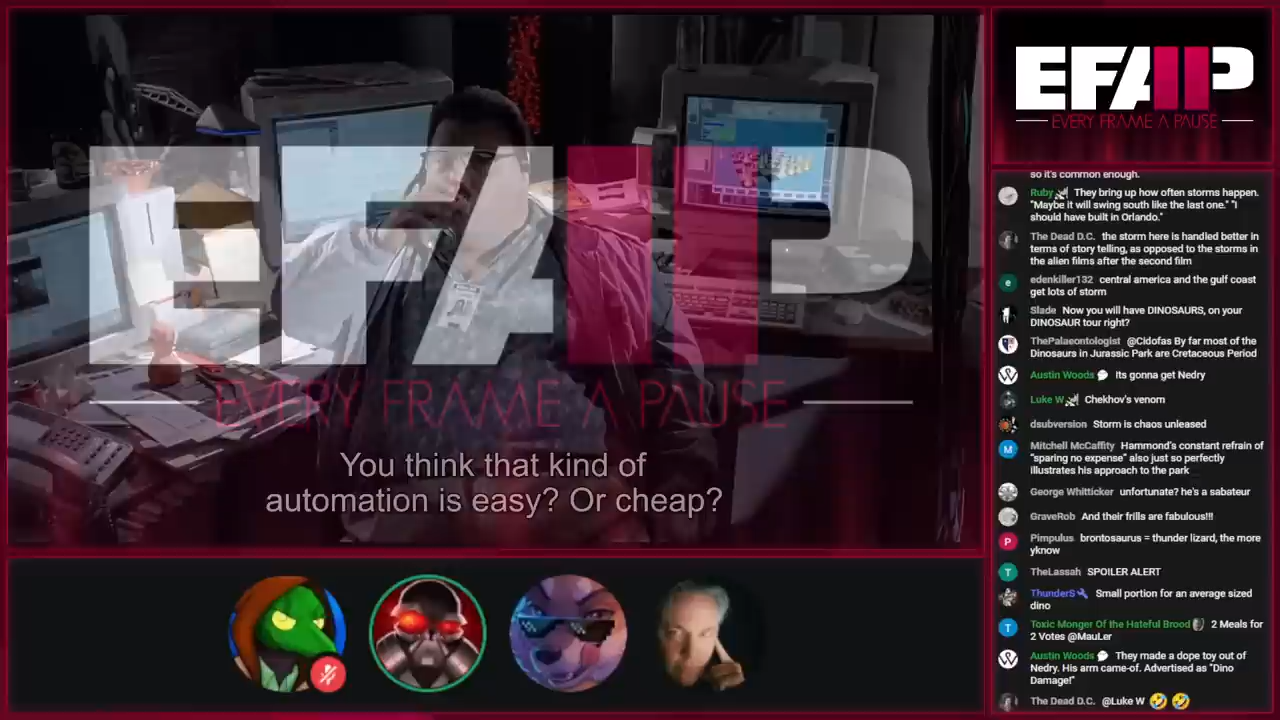 EFAP
EVERY FRAME A PAUSE
You think that kind of
automation is easy? Or cheap?
EFAP
EVERY FRAME A PAUSE
so it's common enough.
Ruby They bring up how often storms happen.
"Maybe it will swing south like the last one." "I
should have built in Orlando."
The Dead D.C. the storm here is handled better in
terms of story telling, as opposed to the storms in
the alien films after the second film
edenkiller132 central america and the gulf coast
get lots of storm
Slade Now you will have DINOSAURS, on your
DINOSAUR tour right?
ThePalaeontologist @Cidofas By far most of the
Dinosaurs in Jurassic Park are Cretaceous Period
Austin Woods Its gonna get Nedry
Luke W Chekhov's venom
dsubversion Storm is chaos unleased
Mitchell McCaffity Hammond's constant refrain of
"sparing no expense" also just so perfectly
illustrates his approach to the park
George Whitticker unfortunate? he's a sabateur
GraveRob And their frills are fabulous!!!
Pimpulus brontosaurus = thunder lizard, the more
yknow
TheLassah SPOILER ALERT
ThunderS Small portion for an average sized
dino
Toxic Monger Of the Hateful Brood 2 Meals for
2 Votes @MauLer
Austin Woods They made a dope toy out of
Nedry. His arm came-of. Advertised as "Dino
Damage!"
The Dead D.C. @Luke W 🤣 🤣